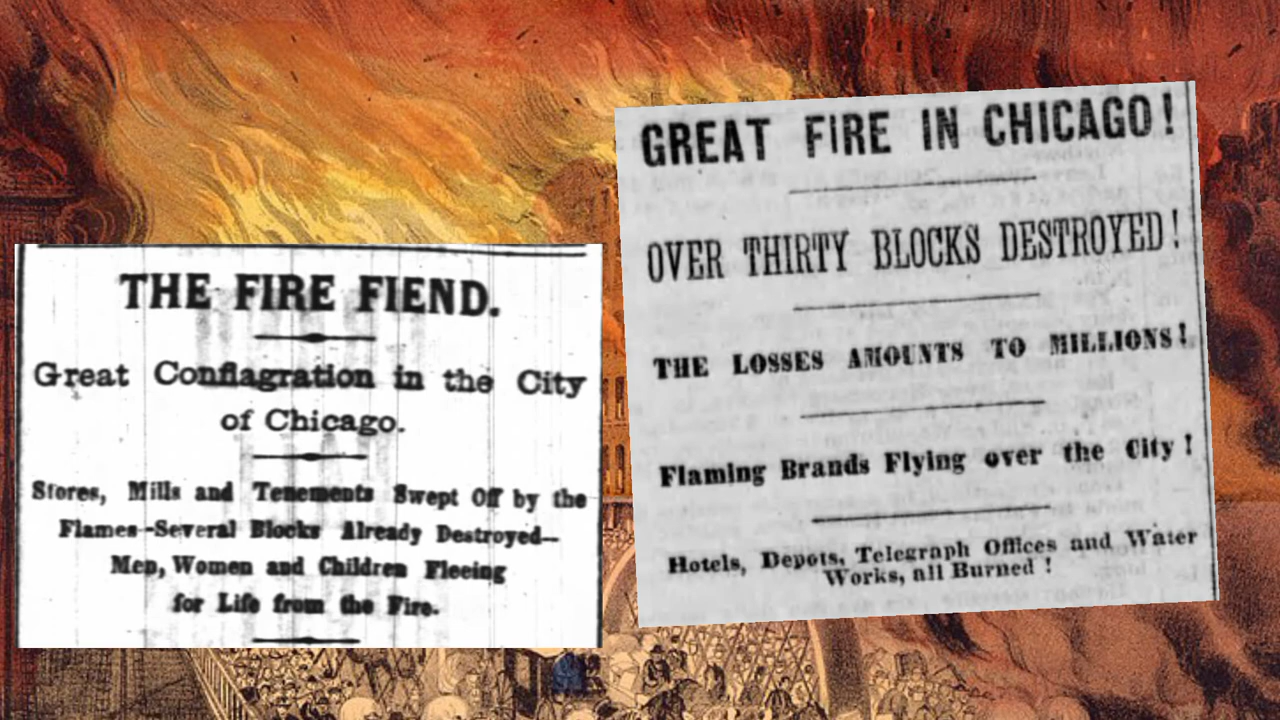 THE FIRE FIEND.
Great Conflagration in the City
of Chicago.
Stores, Mills and Tenements Swept Off by the
Flames--Several Blocks Already Destroyed—
Men, Women and Children Fleeing
for Life from the Fire.
GREAT FIRE IN CHICAGO!
OVER THIRTY BLOCKS DESTROYED!
THE LOSSES AMOUNTS TO MILLIONS!
Flaming Brands Flying over the City!
Hotels, Depots, Telegraph Offices and Water
Works, all Burned!